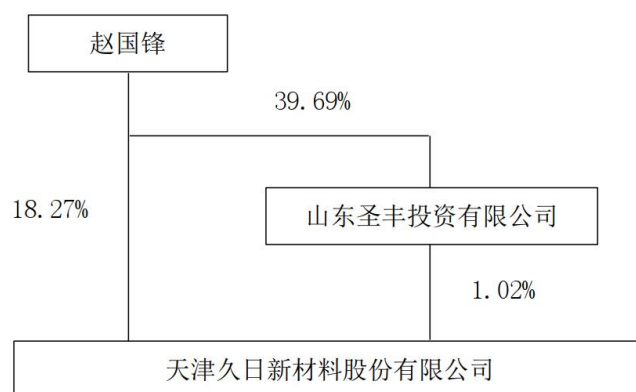 赵国锋
39.69%
18.27%
山东圣丰投资有限公司
1.02%
天津久日新材料股份有限公司